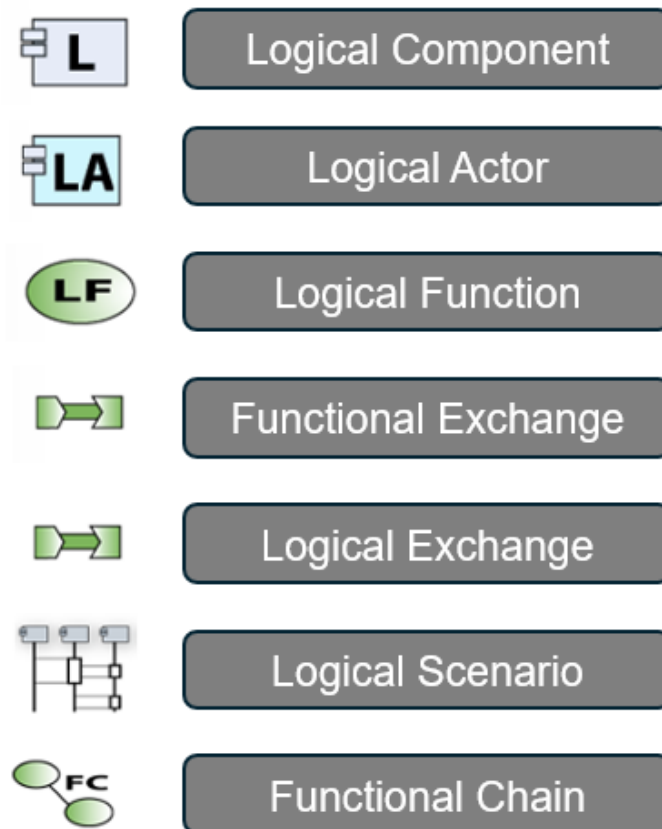 L
Logical Component
LA
Logical Actor
LF
Logical Function
Functional Exchange
Logical Exchange
Logical Scenario
FC
Functional Chain